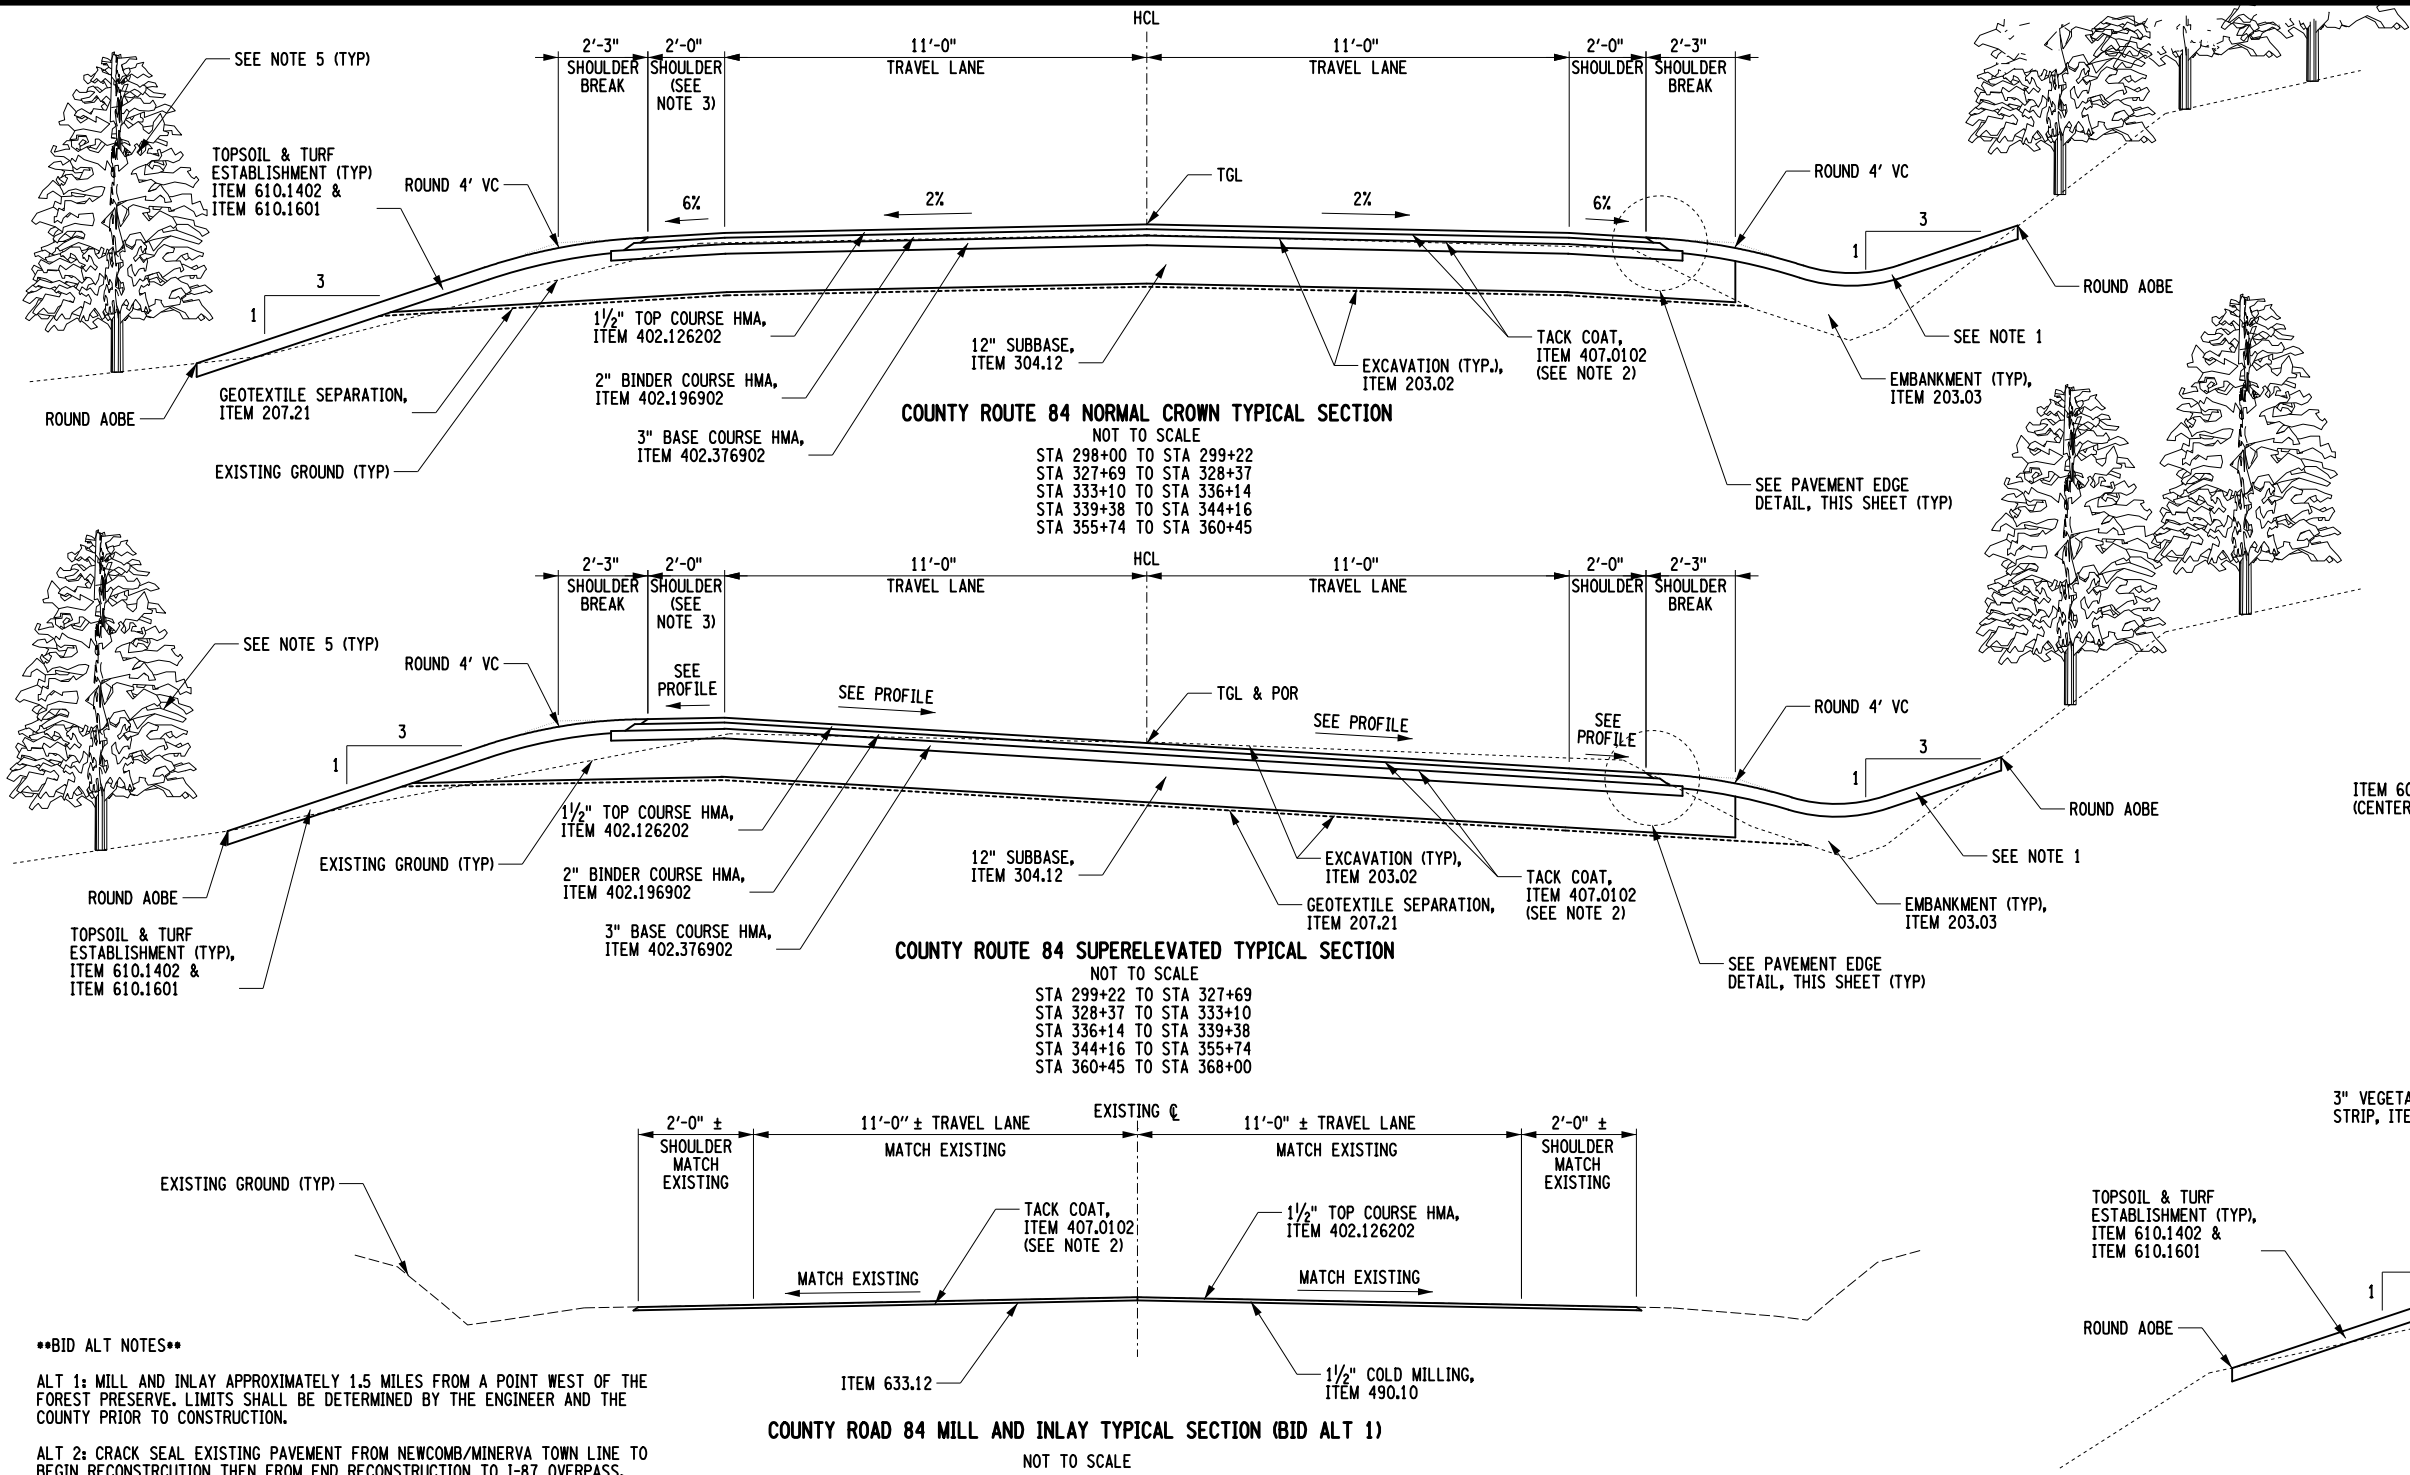 HCL
2'-3"
2'-0"
11'-0"
11'-0"
2'-0"
2'-3"
SHOULDER
BREAK
SHOULDER
(SEE
NOTE 3)
TRAVEL LANE
TRAVEL LANE
SHOULDER
SHOULDER
BREAK
SEE NOTE 5 (TYP)
TOPSOIL & TURF
ESTABLISHMENT (TYP)
ITEM 610.1402 &
ITEM 610.1601
ROUND 4' VC
6%
2%
TGL
2%
6%
ROUND 4' VC
3
1
3
1
ROUND AOBE
SEE NOTE 1
EMBANKMENT (TYP),
ITEM 203.03
ROUND AOBE
GEOTEXTILE SEPARATION,
ITEM 207.21
EXISTING GROUND (TYP)
1½" TOP COURSE HMA,
ITEM 402.126202
2" BINDER COURSE HMA,
ITEM 402.196902
3" BASE COURSE HMA,
ITEM 402.376902
12" SUBBASE,
ITEM 304.12
EXCAVATION (TYP.),
ITEM 203.02
TACK COAT,
ITEM 407.0102
(SEE NOTE 2)
SEE PAVEMENT EDGE
DETAIL, THIS SHEET (TYP)
COUNTY ROUTE 84 NORMAL CROWN TYPICAL SECTION
NOT TO SCALE
STA 298+00 TO STA 299+22
STA 327+69 TO STA 328+37
STA 333+10 TO STA 336+14
STA 339+38 TO STA 344+16
STA 355+74 TO STA 360+45
HCL
2'-3"
2'-0"
11'-0"
11'-0"
2'-0"
2'-3"
SHOULDER
BREAK
SHOULDER
(SEE
NOTE 3)
TRAVEL LANE
TRAVEL LANE
SHOULDER
SHOULDER
BREAK
SEE NOTE 5 (TYP)
ROUND 4' VC
SEE
PROFILE
SEE PROFILE
TGL & POR
SEE PROFILE
SEE
PROFILE
ROUND 4' VC
3
1
3
1
ROUND AOBE
SEE NOTE 1
EMBANKMENT (TYP),
ITEM 203.03
EXISTING GROUND (TYP)
ROUND AOBE
TOPSOIL & TURF
ESTABLISHMENT (TYP),
ITEM 610.1402 &
ITEM 610.1601
1½" TOP COURSE HMA,
ITEM 402.126202
2" BINDER COURSE HMA,
ITEM 402.196902
3" BASE COURSE HMA,
ITEM 402.376902
12" SUBBASE,
ITEM 304.12
EXCAVATION (TYP),
ITEM 203.02
GEOTEXTILE SEPARATION,
ITEM 207.21
TACK COAT,
ITEM 407.0102
(SEE NOTE 2)
SEE PAVEMENT EDGE
DETAIL, THIS SHEET (TYP)
ITEM 60
(CENTER
COUNTY ROUTE 84 SUPERELEVATED TYPICAL SECTION
NOT TO SCALE
STA 299+22 TO STA 327+69
STA 328+37 TO STA 333+10
STA 336+14 TO STA 339+38
STA 344+16 TO STA 355+74
STA 360+45 TO STA 368+00
EXISTING ℄
2'-0" ±
SHOULDER
MATCH
EXISTING
11'-0" ± TRAVEL LANE
MATCH EXISTING
11'-0" ± TRAVEL LANE
MATCH EXISTING
2'-0" ±
SHOULDER
MATCH
EXISTING
EXISTING GROUND (TYP)
TACK COAT,
ITEM 407.0102
(SEE NOTE 2)
1½" TOP COURSE HMA,
ITEM 402.126202
MATCH EXISTING
MATCH EXISTING
ITEM 633.12
1½" COLD MILLING,
ITEM 490.10
COUNTY ROAD 84 MILL AND INLAY TYPICAL SECTION (BID ALT 1)
NOT TO SCALE
**BID ALT NOTES**
ALT 1: MILL AND INLAY APPROXIMATELY 1.5 MILES FROM A POINT WEST OF THE
FOREST PRESERVE. LIMITS SHALL BE DETERMINED BY THE ENGINEER AND THE
COUNTY PRIOR TO CONSTRUCTION.
ALT 2: CRACK SEAL EXISTING PAVEMENT FROM NEWCOMB/MINERVA TOWN LINE TO
BEGIN RECONSTRCUTION THEN FROM END RECONSTRUCTION TO I-87 OVERPASS.
3" VEGETA
STRIP, ITE
TOPSOIL & TURF
ESTABLISHMENT (TYP),
ITEM 610.1402 &
ITEM 610.1601
1
ROUND AOBE